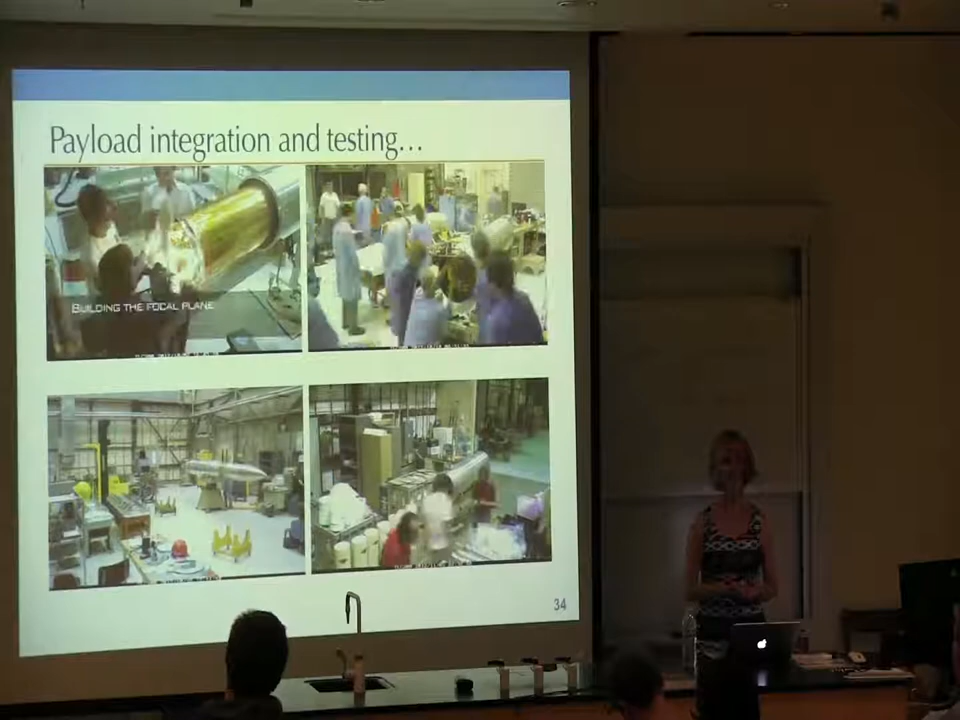 Payload integration and testing...
BUILDING THE FOCAL PLANE
34